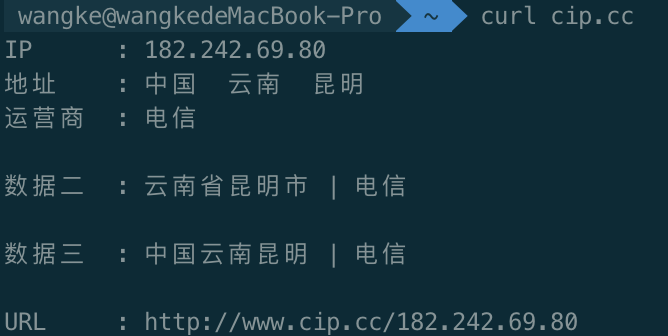 wangke@wangkedeMacBook-Pro ~ curl cip.cc
IP : 182.242.69.80
地址 : 中国 云南 昆明
运营商 : 电信
数据二 : 云南省昆明市 | 电信
数据三 : 中国云南昆明 | 电信
URL : http://www.cip.cc/182.242.69.80